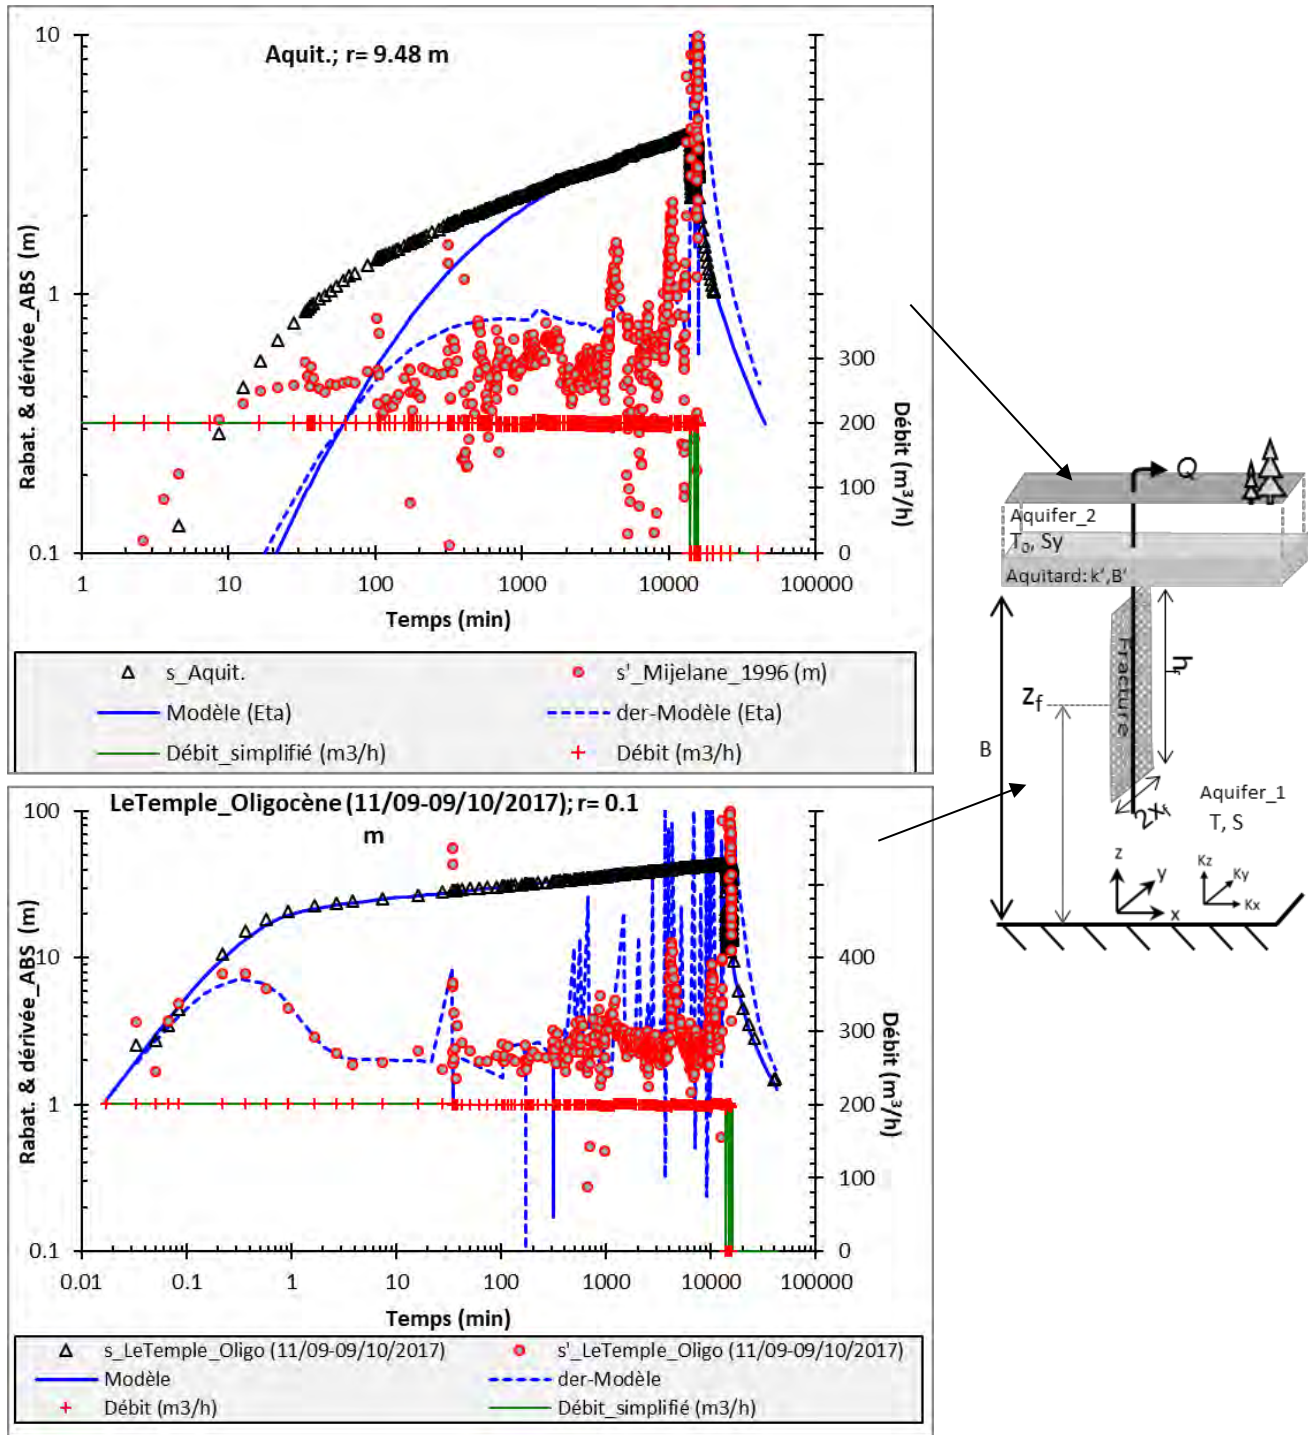 Aquit.; r= 9.48 m
Rabat. & dérivée_ABS (m)
10
1
0.1
300
200
100
0
Débit (m³/h)
1
10
100
1000
10000
100000
Temps (min)
s_Aquit.
s'_Mijelane_1996 (m)
Modèle (Eta)
der-Modèle (Eta)
Débit_simplifié (m3/h)
Débit (m3/h)
LeTemple_Oligocène (11/09-09/10/2017); r= 0.1
m
Rabat. & dérivée_ABS (m)
100
10
1
0.1
400
300
200
100
0
Débit (m³/h)
0.01
0.1
1
10
100
1000
10000
100000
Temps (min)
s_LeTemple_Oligo (11/09-09/10/2017)
s'_LeTemple_Oligo (11/09-09/10/2017)
Modèle
der-Modèle
Débit (m3/h)
Débit_simplifié (m3/h)
Q
Aquifer_2
T₀, Sy
Aquitard: k',B'
Fracture
Zf
B
Aquifer_1
T, S
z
y
x
Kz
Ky
Kx